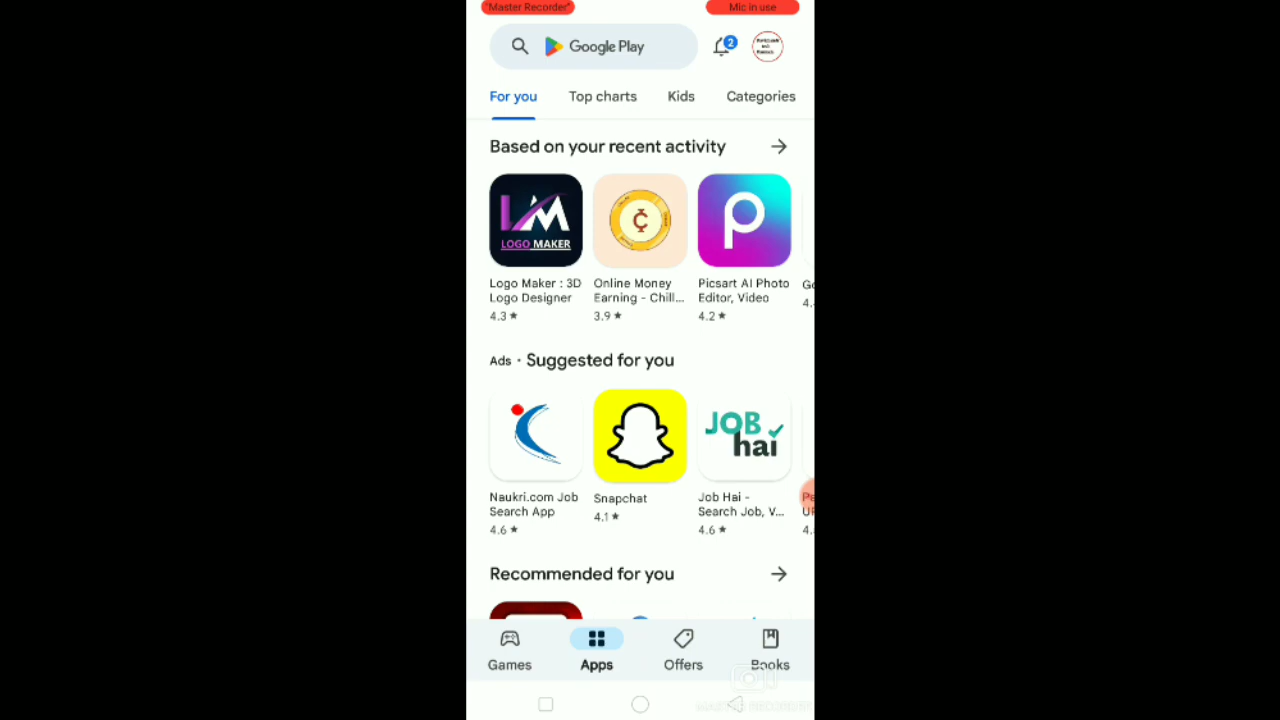 "Master Recorder" Mic in use
Google Play 2
For you Top charts Kids Categories
Based on your recent activity
LM
LOGO MAKER
Logo Maker : 3D
Logo Designer
4.3 ★
Online Money
Earning - Chill...
3.9 ★
Picsart AI Photo
Editor, Video
4.2 ★
Ads · Suggested for you
Naukri.com Job
Search App
4.6 ★
Snapchat
4.1 ★
JOB
hai
Job Hai -
Search Job, V...
4.6 ★
Recommended for you
Games Apps Offers Books